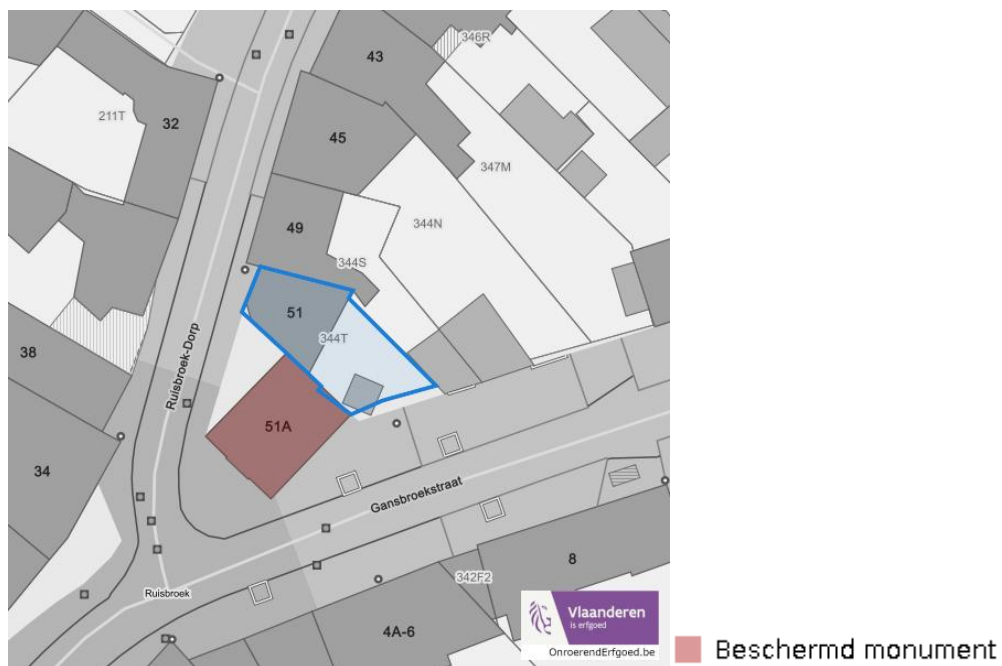 43
346R
211T
32
45
347M
49
344N
344S
51
344T
Ruisbroek-Dorp
38
51A
34
Gansbroekstraat
Ruisbroek
342F2
8
4A-6
Vlaanderen
is erfgoed
OnroerendErfgoed.be
Beschermd monument